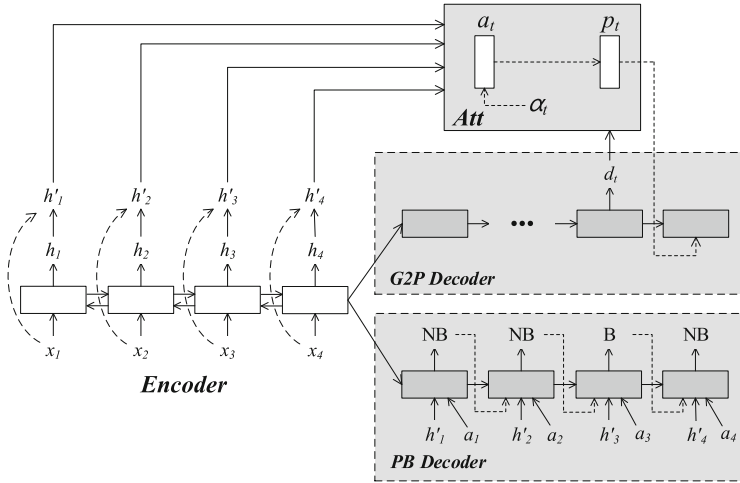 a_t p_t
α_t
Att
h'_1 h'_2 h'_3 h'_4
d_t
h_1 h_2 h_3 h_4
•••
G2P Decoder
x_1 x_2 x_3 x_4
NB NB B NB
Encoder
h'_1 a_1 h'_2 a_2 h'_3 a_3 h'_4 a_4
PB Decoder